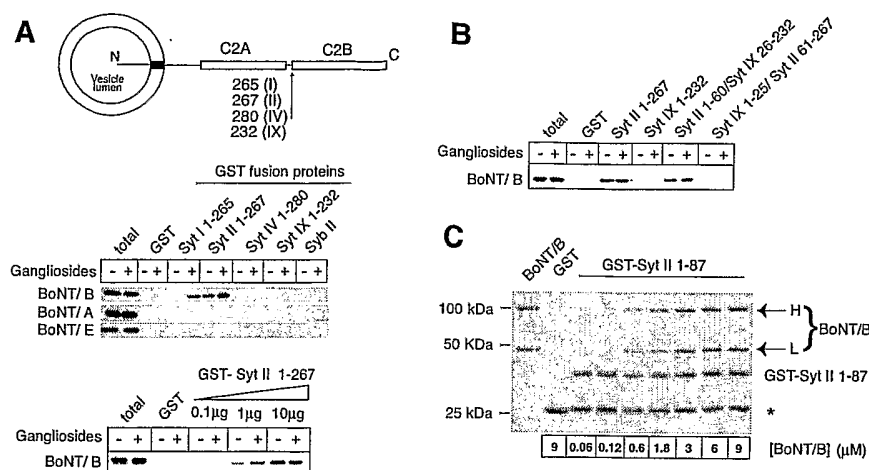 A
N
C2A
C2B
C
Vesicle
lumen
265 (I)
267 (II)
280 (IV)
232 (IX)
GST fusion proteins
total
GST
Syt I 1-265
Syt II 1-267
Syt IV 1-280
Syt IX 1-232
Syb II
Gangliosides - + - + - + - + - + - + - +
BoNT/ B
BoNT/ A
BoNT/ E
GST- Syt II 1-267
total
GST
0.1µg 1µg 10µg
Gangliosides - + - + - + - + - +
BoNT/ B
B
total
GST
Syt II 1-267
Syt IX 1-232
Syt II 1-60/Syt IX 26-232
Syt IX 1-25/ Syt II 61-267
Gangliosides - + - + - + - + - + - +
BoNT/ B
C
BoNT/B
GST
GST-Syt II 1-87
100 kDa
H
BoNT/B
50 kDa
L
GST-Syt II 1-87
25 kDa
*
9 0.06 0.12 0.6 1.8 3 6 9 [BoNT/B] (µM)